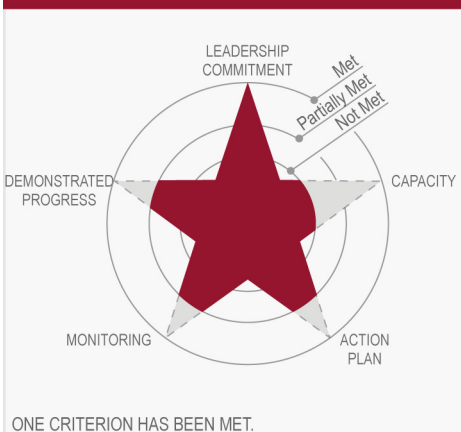 LEADERSHIP
COMMITMENT
Met
Partially Met
Not Met
DEMONSTRATED
PROGRESS
CAPACITY
MONITORING
ACTION
PLAN
ONE CRITERION HAS BEEN MET.